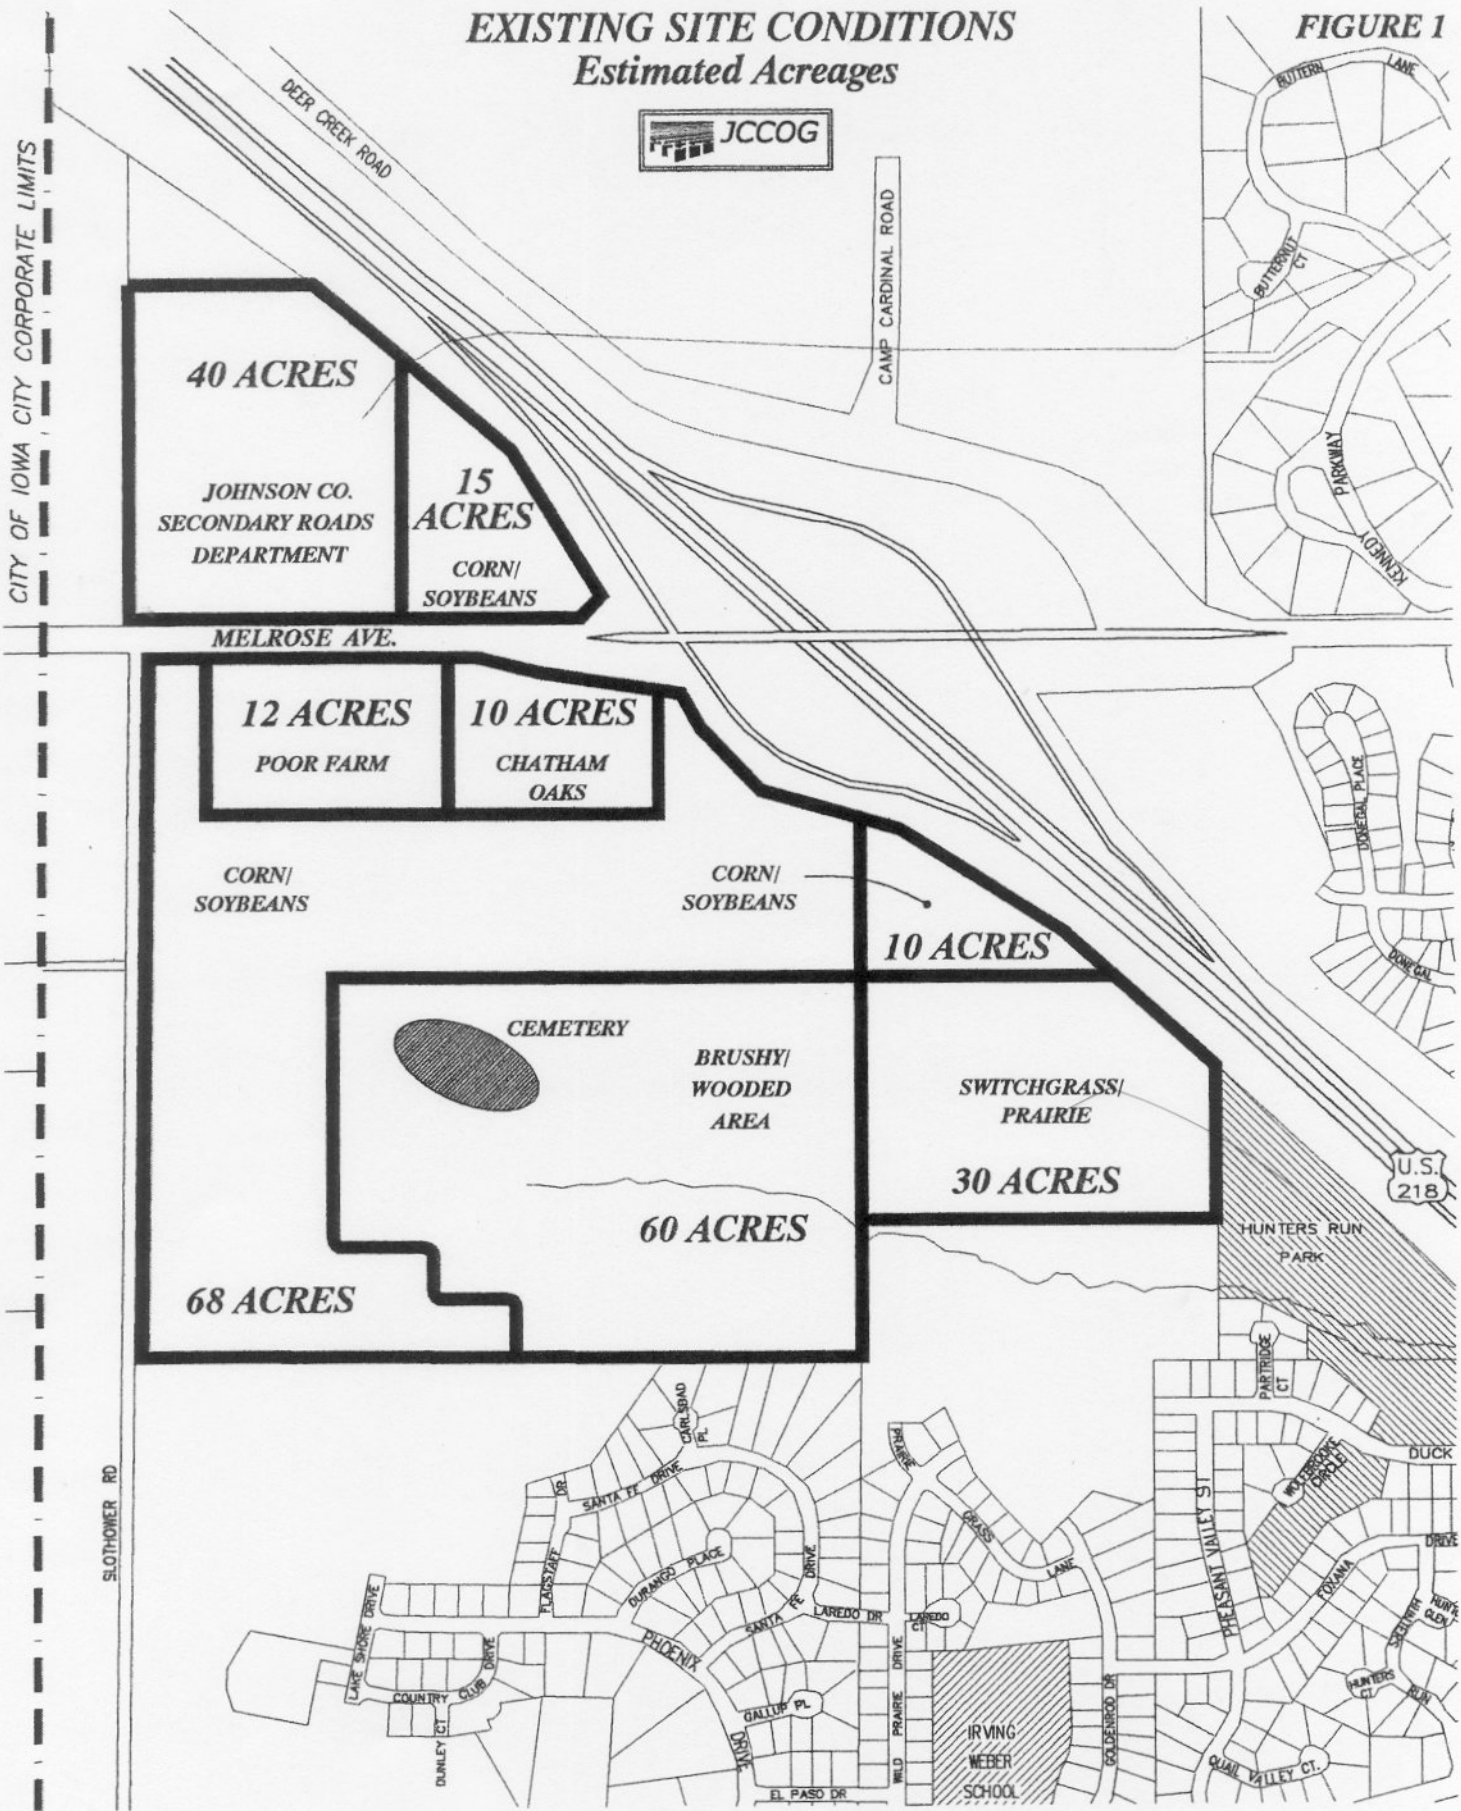 EXISTING SITE CONDITIONS
Estimated Acreages
FIGURE 1
JCCOG
DEER CREEK ROAD
CAMP CARDINAL ROAD
BUTTERN
LANE
BUTTERNUT
CT
PARKWAY
KENNEDY
CITY OF IOWA CITY CORPORATE LIMITS
40 ACRES
JOHNSON CO.
SECONDARY ROADS
DEPARTMENT
15
ACRES
CORN/
SOYBEANS
MELROSE AVE.
12 ACRES
POOR FARM
10 ACRES
CHATHAM
OAKS
DONEGAL PLACE
DONEGAL
CORN/
SOYBEANS
CORN/
SOYBEANS
10 ACRES
CEMETERY
BRUSHY/
WOODED
AREA
60 ACRES
SWITCHGRASS/
PRAIRIE
30 ACRES
68 ACRES
U.S.
218
HUNTERS RUN
PARK
SLOTHOWER RD
CARLSBAD
PL
SANTA FE DRIVE
FLAGSTAFF
DR
DURANGO PLACE
SANTA FE DRIVE
LAREDO DR
LAREDO
CT
PRAIRIE
GRASS
LANE
PARTRIDGE
CT
DUCK
WOLFBROOKE
CIRCLE
PHEASANT VALLEY ST
FOXANA
DRIVE
HUNTERS
RUN
HUNTERS
CT
LAKE SHORE DRIVE
COUNTRY CLUB DRIVE
DUNLEY CT
PHOENIX
DRIVE
GALLUP PL
EL PASO DR
WILD PRAIRIE DRIVE
IRVING
WEBER
SCHOOL
GOLDENROD DR
QUAIL VALLEY CT.